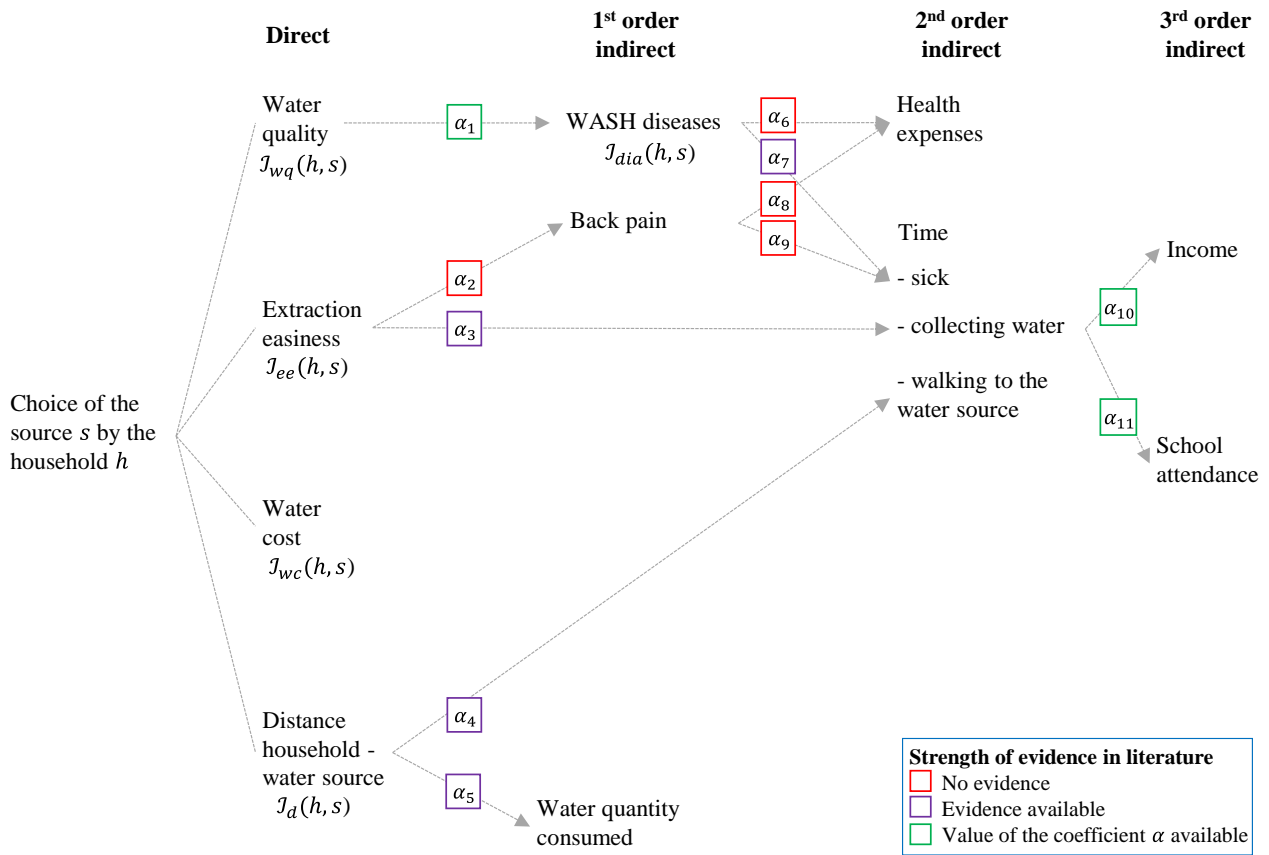 Direct
1st order
indirect
2nd order
indirect
3rd order
indirect
Water
quality
𝒥wq(h, s)
α1
WASH diseases
𝒥dia(h, s)
α6
α7
α8
α9
Health
expenses
Back pain
Time
- sick
- collecting water
- walking to the
water source
Income
α10
α11
School
attendance
Extraction
easiness
𝒥ee(h, s)
α2
α3
Choice of the
source s by the
household h
Water
cost
𝒥wc(h, s)
Distance
household -
water source
𝒥d(h, s)
α4
α5
Water quantity
consumed
Strength of evidence in literature
No evidence
Evidence available
Value of the coefficient α available